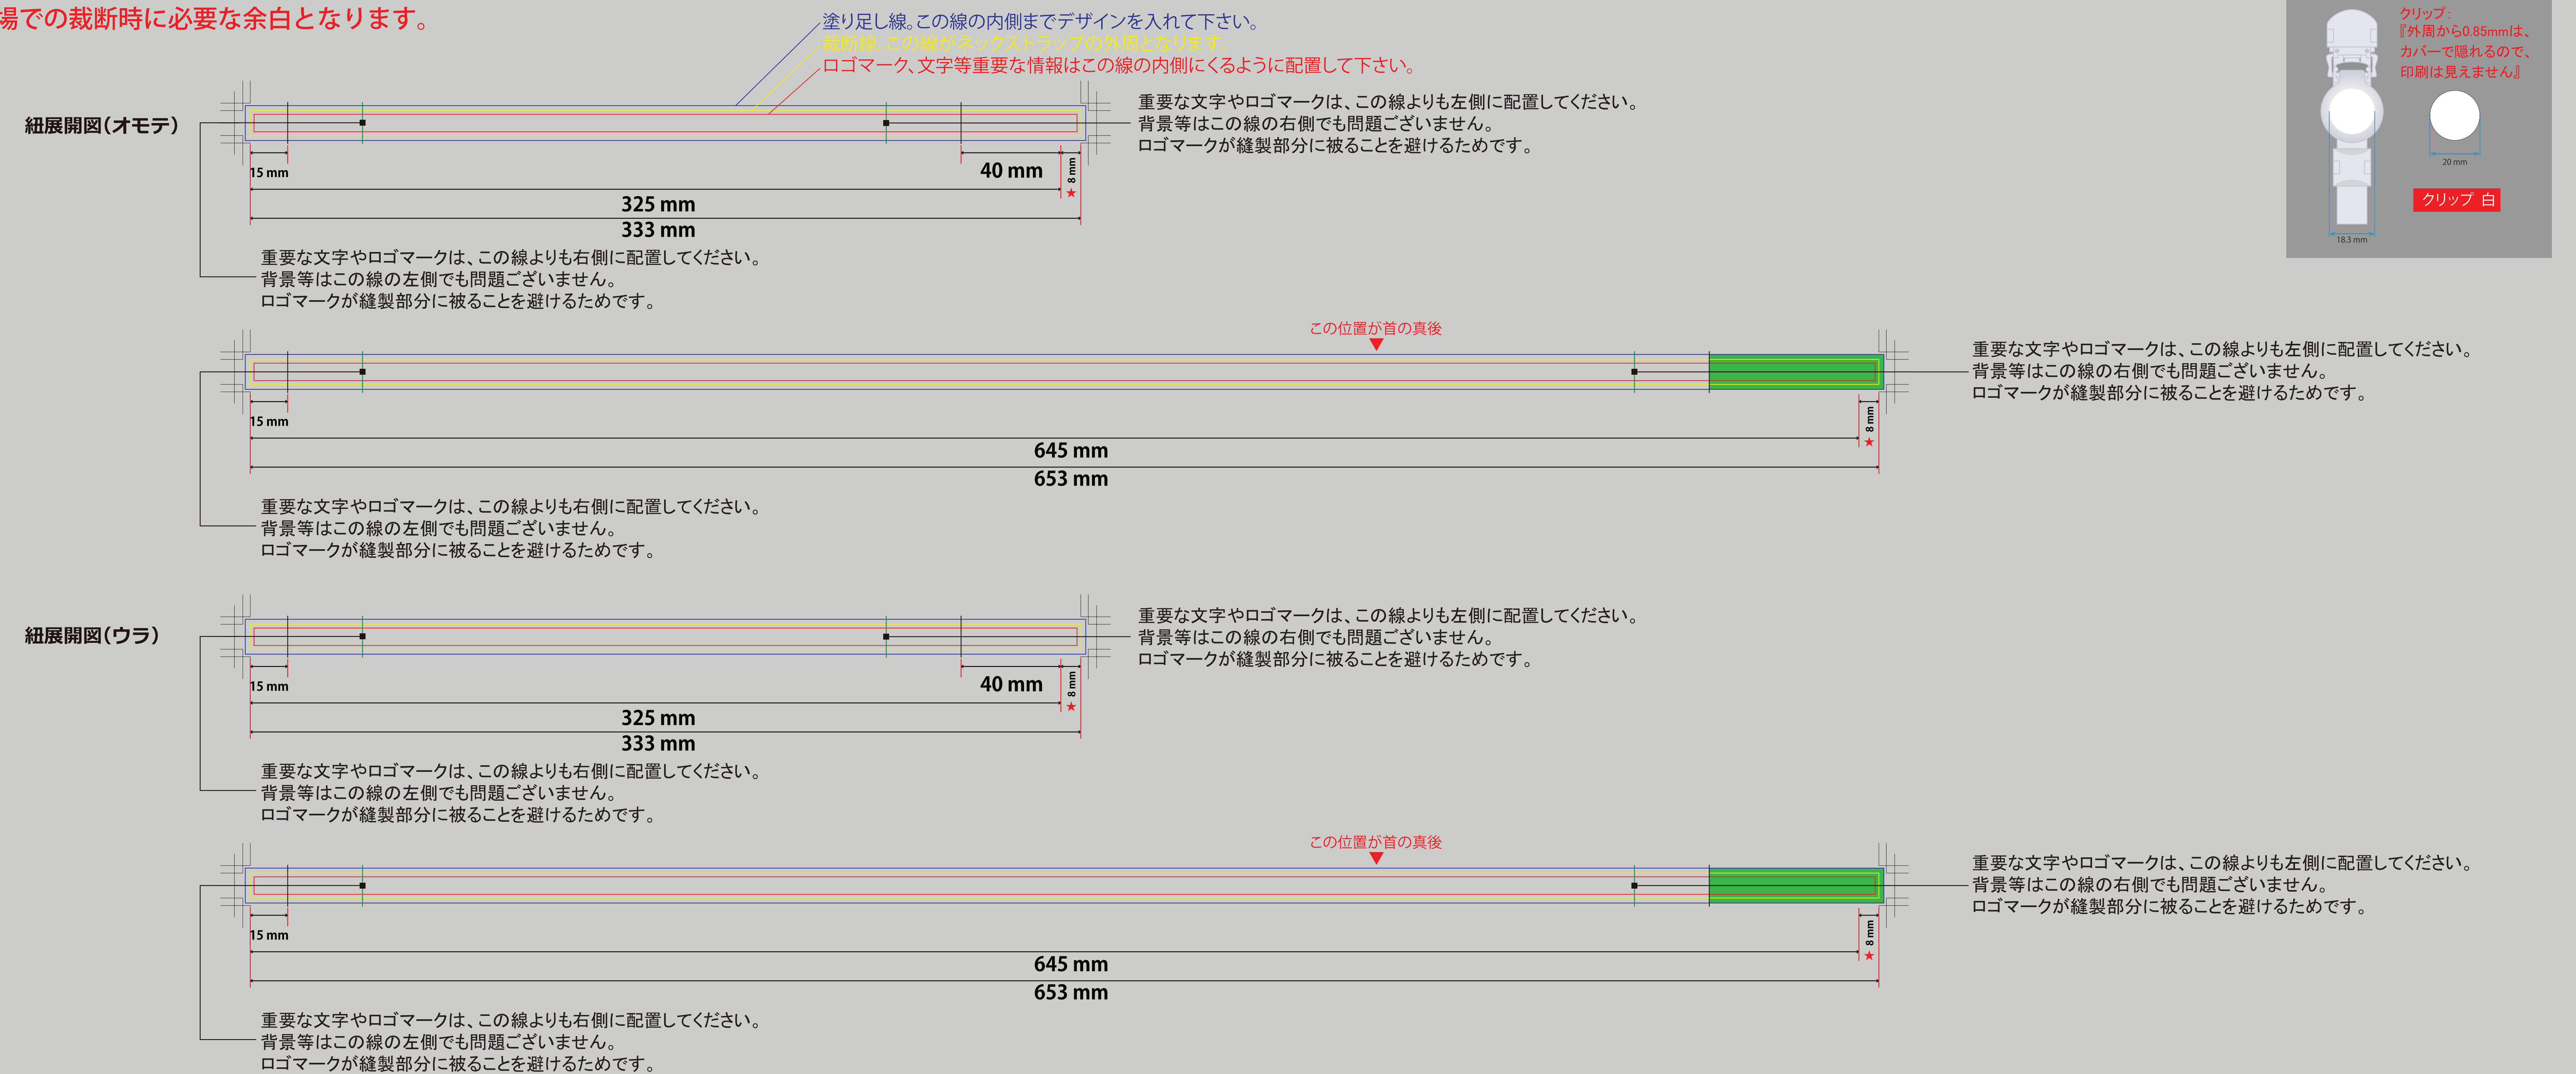 場での裁断時に必要な余白となります。
塗り足し線。この線の内側までデザインを入れて下さい。
裁断線。この線がネックストラップの外周となります。
ロゴマーク、文字等重要な情報はこの線の内側にくるように配置して下さい。
クリップ：
『外周から0.85mmは、
カバーで隠れるので、
印刷は見えません』
20 mm
クリップ 白
18.3 mm
紐展開図(オモテ)
重要な文字やロゴマークは、この線よりも左側に配置してください。
背景等はこの線の右側でも問題ございません。
ロゴマークが縫製部分に被ることを避けるためです。
15 mm
40 mm
8 mm
★
325 mm
333 mm
重要な文字やロゴマークは、この線よりも右側に配置してください。
背景等はこの線の左側でも問題ございません。
ロゴマークが縫製部分に被ることを避けるためです。
この位置が首の真後
重要な文字やロゴマークは、この線よりも左側に配置してください。
背景等はこの線の右側でも問題ございません。
ロゴマークが縫製部分に被ることを避けるためです。
15 mm
8 mm
★
645 mm
653 mm
重要な文字やロゴマークは、この線よりも右側に配置してください。
背景等はこの線の左側でも問題ございません。
ロゴマークが縫製部分に被ることを避けるためです。
紐展開図(ウラ)
重要な文字やロゴマークは、この線よりも左側に配置してください。
背景等はこの線の右側でも問題ございません。
ロゴマークが縫製部分に被ることを避けるためです。
15 mm
40 mm
8 mm
★
325 mm
333 mm
重要な文字やロゴマークは、この線よりも右側に配置してください。
背景等はこの線の左側でも問題ございません。
ロゴマークが縫製部分に被ることを避けるためです。
この位置が首の真後
重要な文字やロゴマークは、この線よりも左側に配置してください。
背景等はこの線の右側でも問題ございません。
ロゴマークが縫製部分に被ることを避けるためです。
15 mm
8 mm
★
645 mm
653 mm
重要な文字やロゴマークは、この線よりも右側に配置してください。
背景等はこの線の左側でも問題ございません。
ロゴマークが縫製部分に被ることを避けるためです。